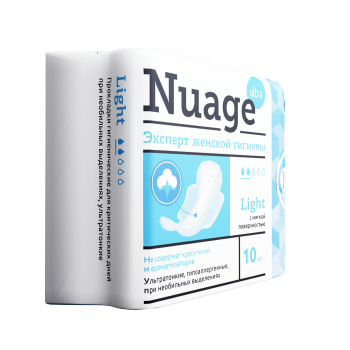 Nuage
ultra
Эксперт женской гигиены
Light
с мягкой
поверхностью
Не содержат красителей
и ароматизаторов
10 шт.
Ультратонкие, гипоаллергенные,
при необильных выделениях
Light
Прокладки гигиенические для критических дней
при необильных выделениях, ультратонкие